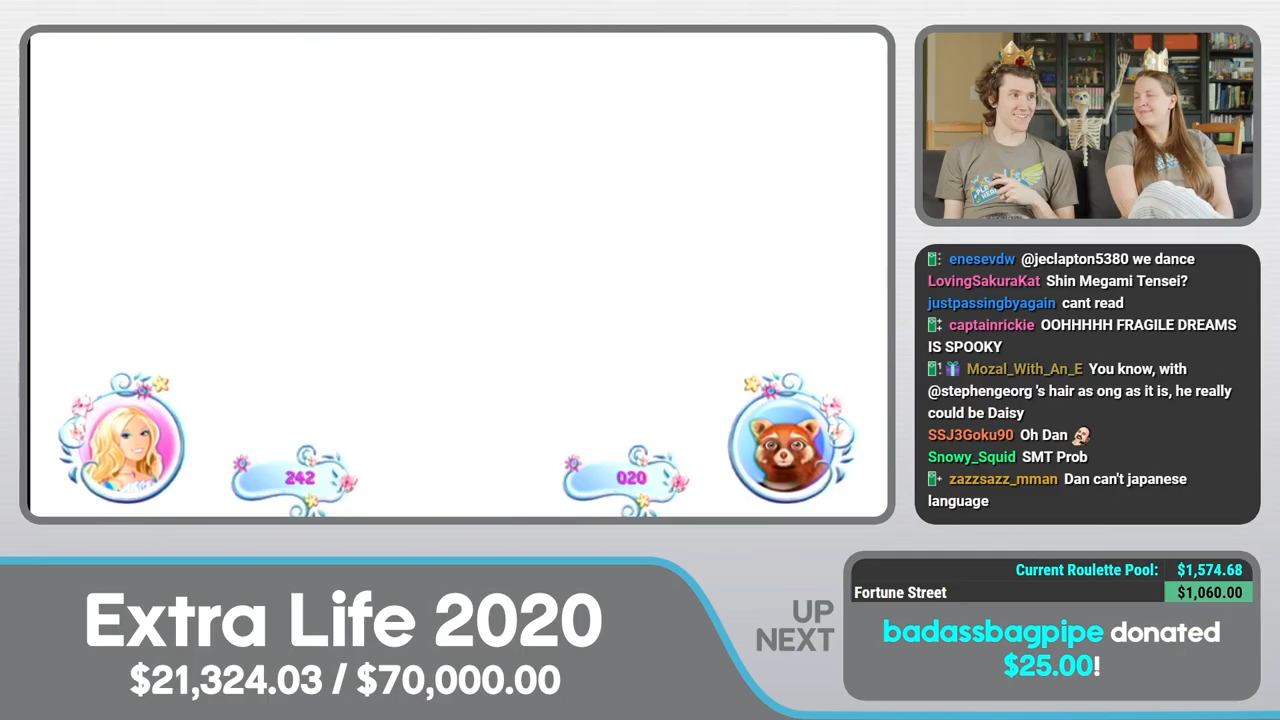 242
020
enesevdw @jeclapton5380 we dance
LovingSakuraKat Shin Megami Tensei?
justpassingbyagain cant read
captainrickie OOHHHHH FRAGILE DREAMS
IS SPOOKY
Mozal_With_An_E You know, with
@stephengeorg 's hair as ong as it is, he really
could be Daisy
SSJ3Goku90 Oh Dan
Snowy_Squid SMT Prob
zazzsazz_mman Dan can't japanese
language
Extra Life 2020
$21,324.03 / $70,000.00
UP
NEXT
Current Roulette Pool: $1,574.68
Fortune Street $1,060.00
badassbagpipe donated
$25.00!